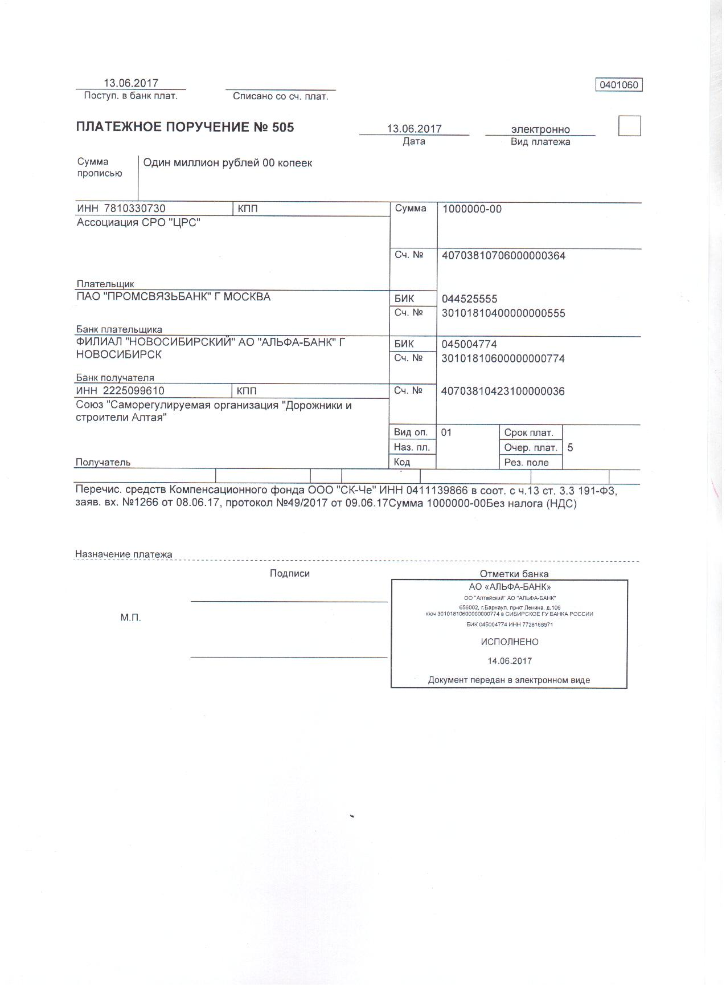 13.06.2017
Поступ. в банк плат.
Списано со сч. плат.
0401060
ПЛАТЕЖНОЕ ПОРУЧЕНИЕ № 505
13.06.2017
Дата
электронно
Вид платежа
Сумма прописью
Один миллион рублей 00 копеек
ИНН 7810330730
КПП
Сумма
1000000-00
Ассоциация СРО "ЦРС"
Сч. №
40703810706000000364
Плательщик
ПАО "ПРОМСВЯЗЬБАНК" Г МОСКВА
БИК
044525555
Сч. №
30101810400000000555
Банк плательщика
ФИЛИАЛ "НОВОСИБИРСКИЙ" АО "АЛЬФА-БАНК" Г
НОВОСИБИРСК
БИК
045004774
Сч. №
30101810600000000774
Банк получателя
ИНН 2225099610
КПП
Сч. №
40703810423100000036
Союз "Саморегулируемая организация "Дорожники и
строители Алтая"
Вид оп.
01
Срок плат.
Наз. пл.
Очер. плат.
5
Получатель
Код
Рез. поле
Перечис. средств Компенсационного фонда ООО "СК-Че" ИНН 0411139866 в соот. с ч.13 ст. 3.3 191-ФЗ,
заяв. вх. №1266 от 08.06.17, протокол №49/2017 от 09.06.17Сумма 1000000-00Без налога (НДС)
Назначение платежа
Подписи
Отметки банка
М.П.
АО «АЛЬФА-БАНК»
ОО "Алтайский" АО "АЛЬФА-БАНК"
656002, г.Барнаул, пр-кт Ленина, д.106
к\сч 30101810600000000774 в СИБИРСКОЕ ГУ БАНКА РОССИИ
БИК 045004774 ИНН 7728168971
ИСПОЛНЕНО
14.06.2017
Документ передан в электронном виде